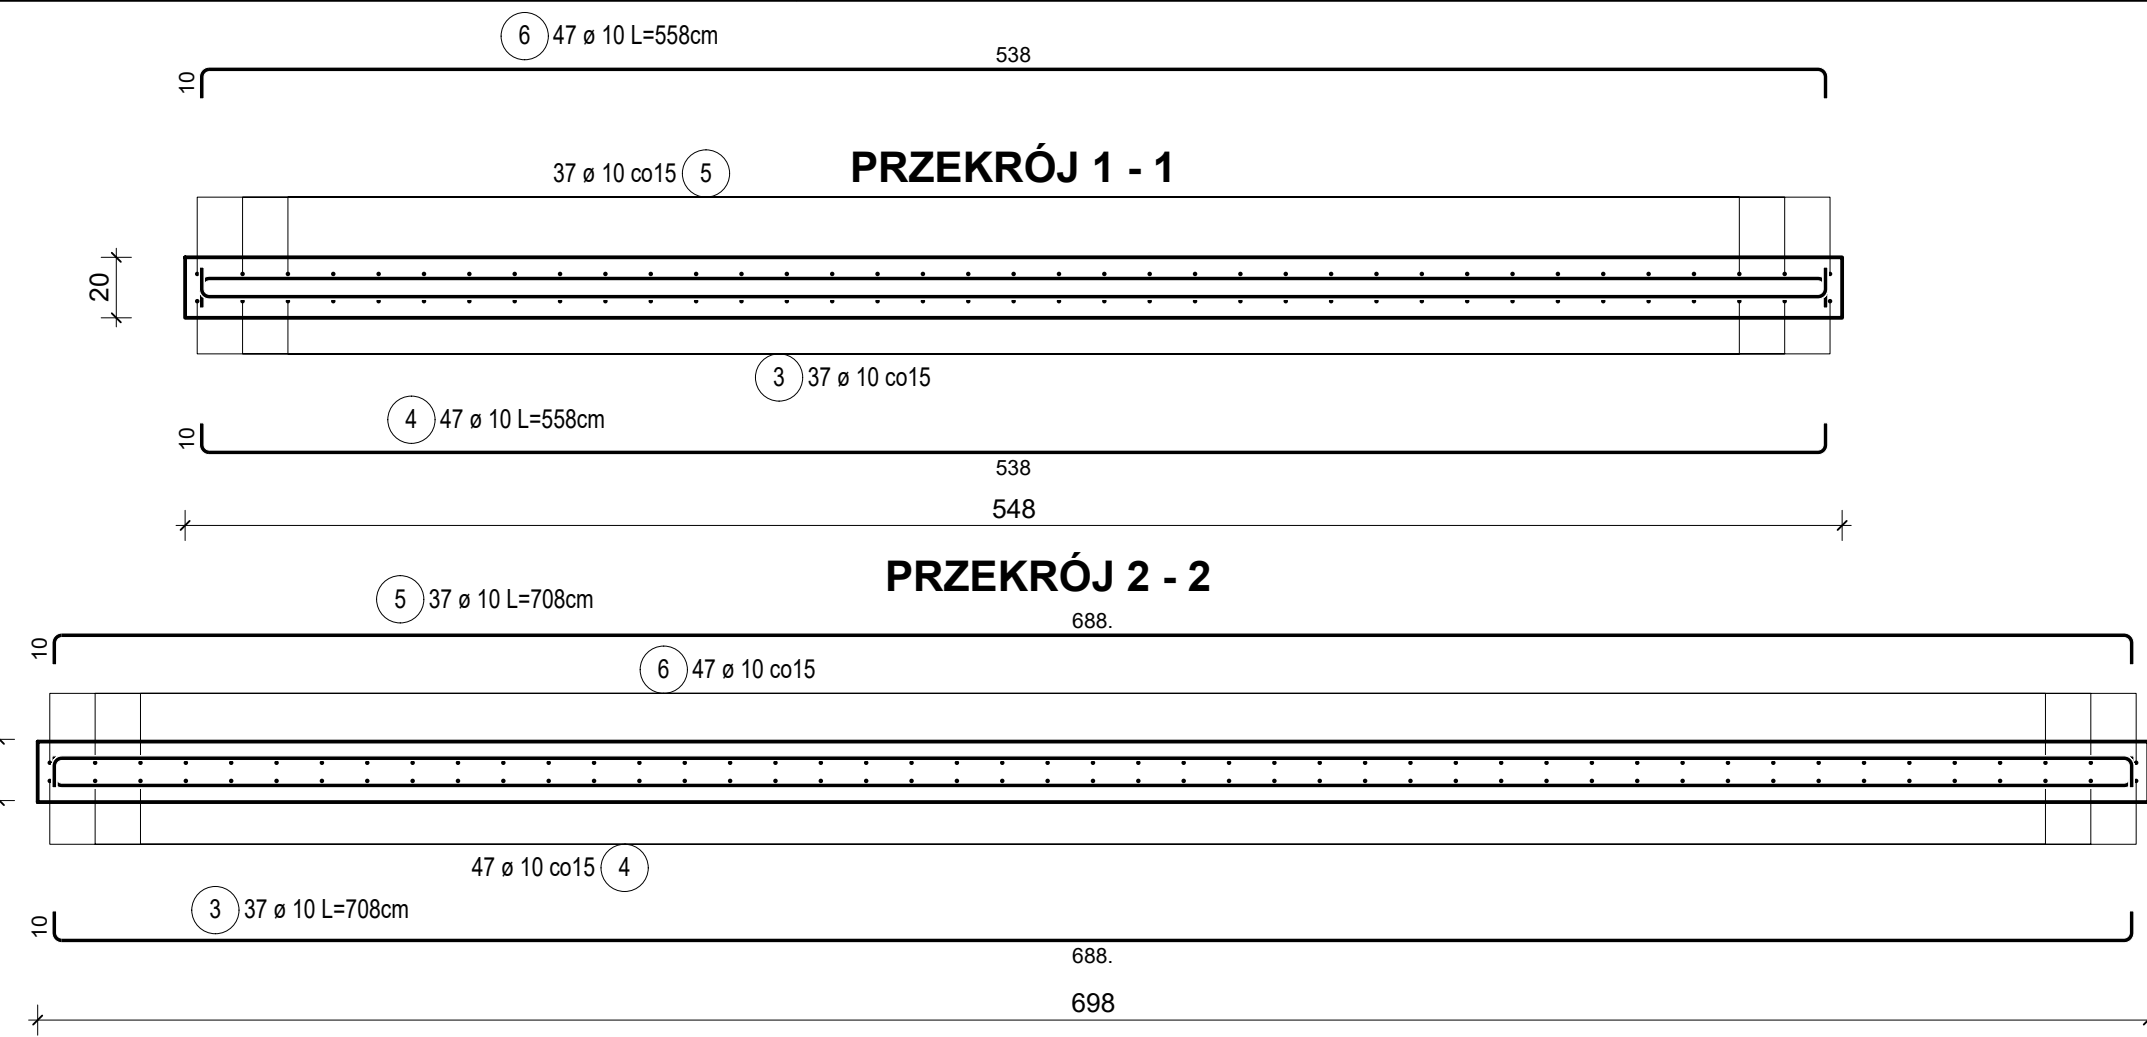 6 47 ø 10 L=558cm
538
10
37 ø 10 co15 5
PRZEKRÓJ 1 - 1
20
3 37 ø 10 co15
4 47 ø 10 L=558cm
10
538
548
PRZEKRÓJ 2 - 2
5 37 ø 10 L=708cm
688.
10
6 47 ø 10 co15
47 ø 10 co15 4
3 37 ø 10 L=708cm
10
688.
698